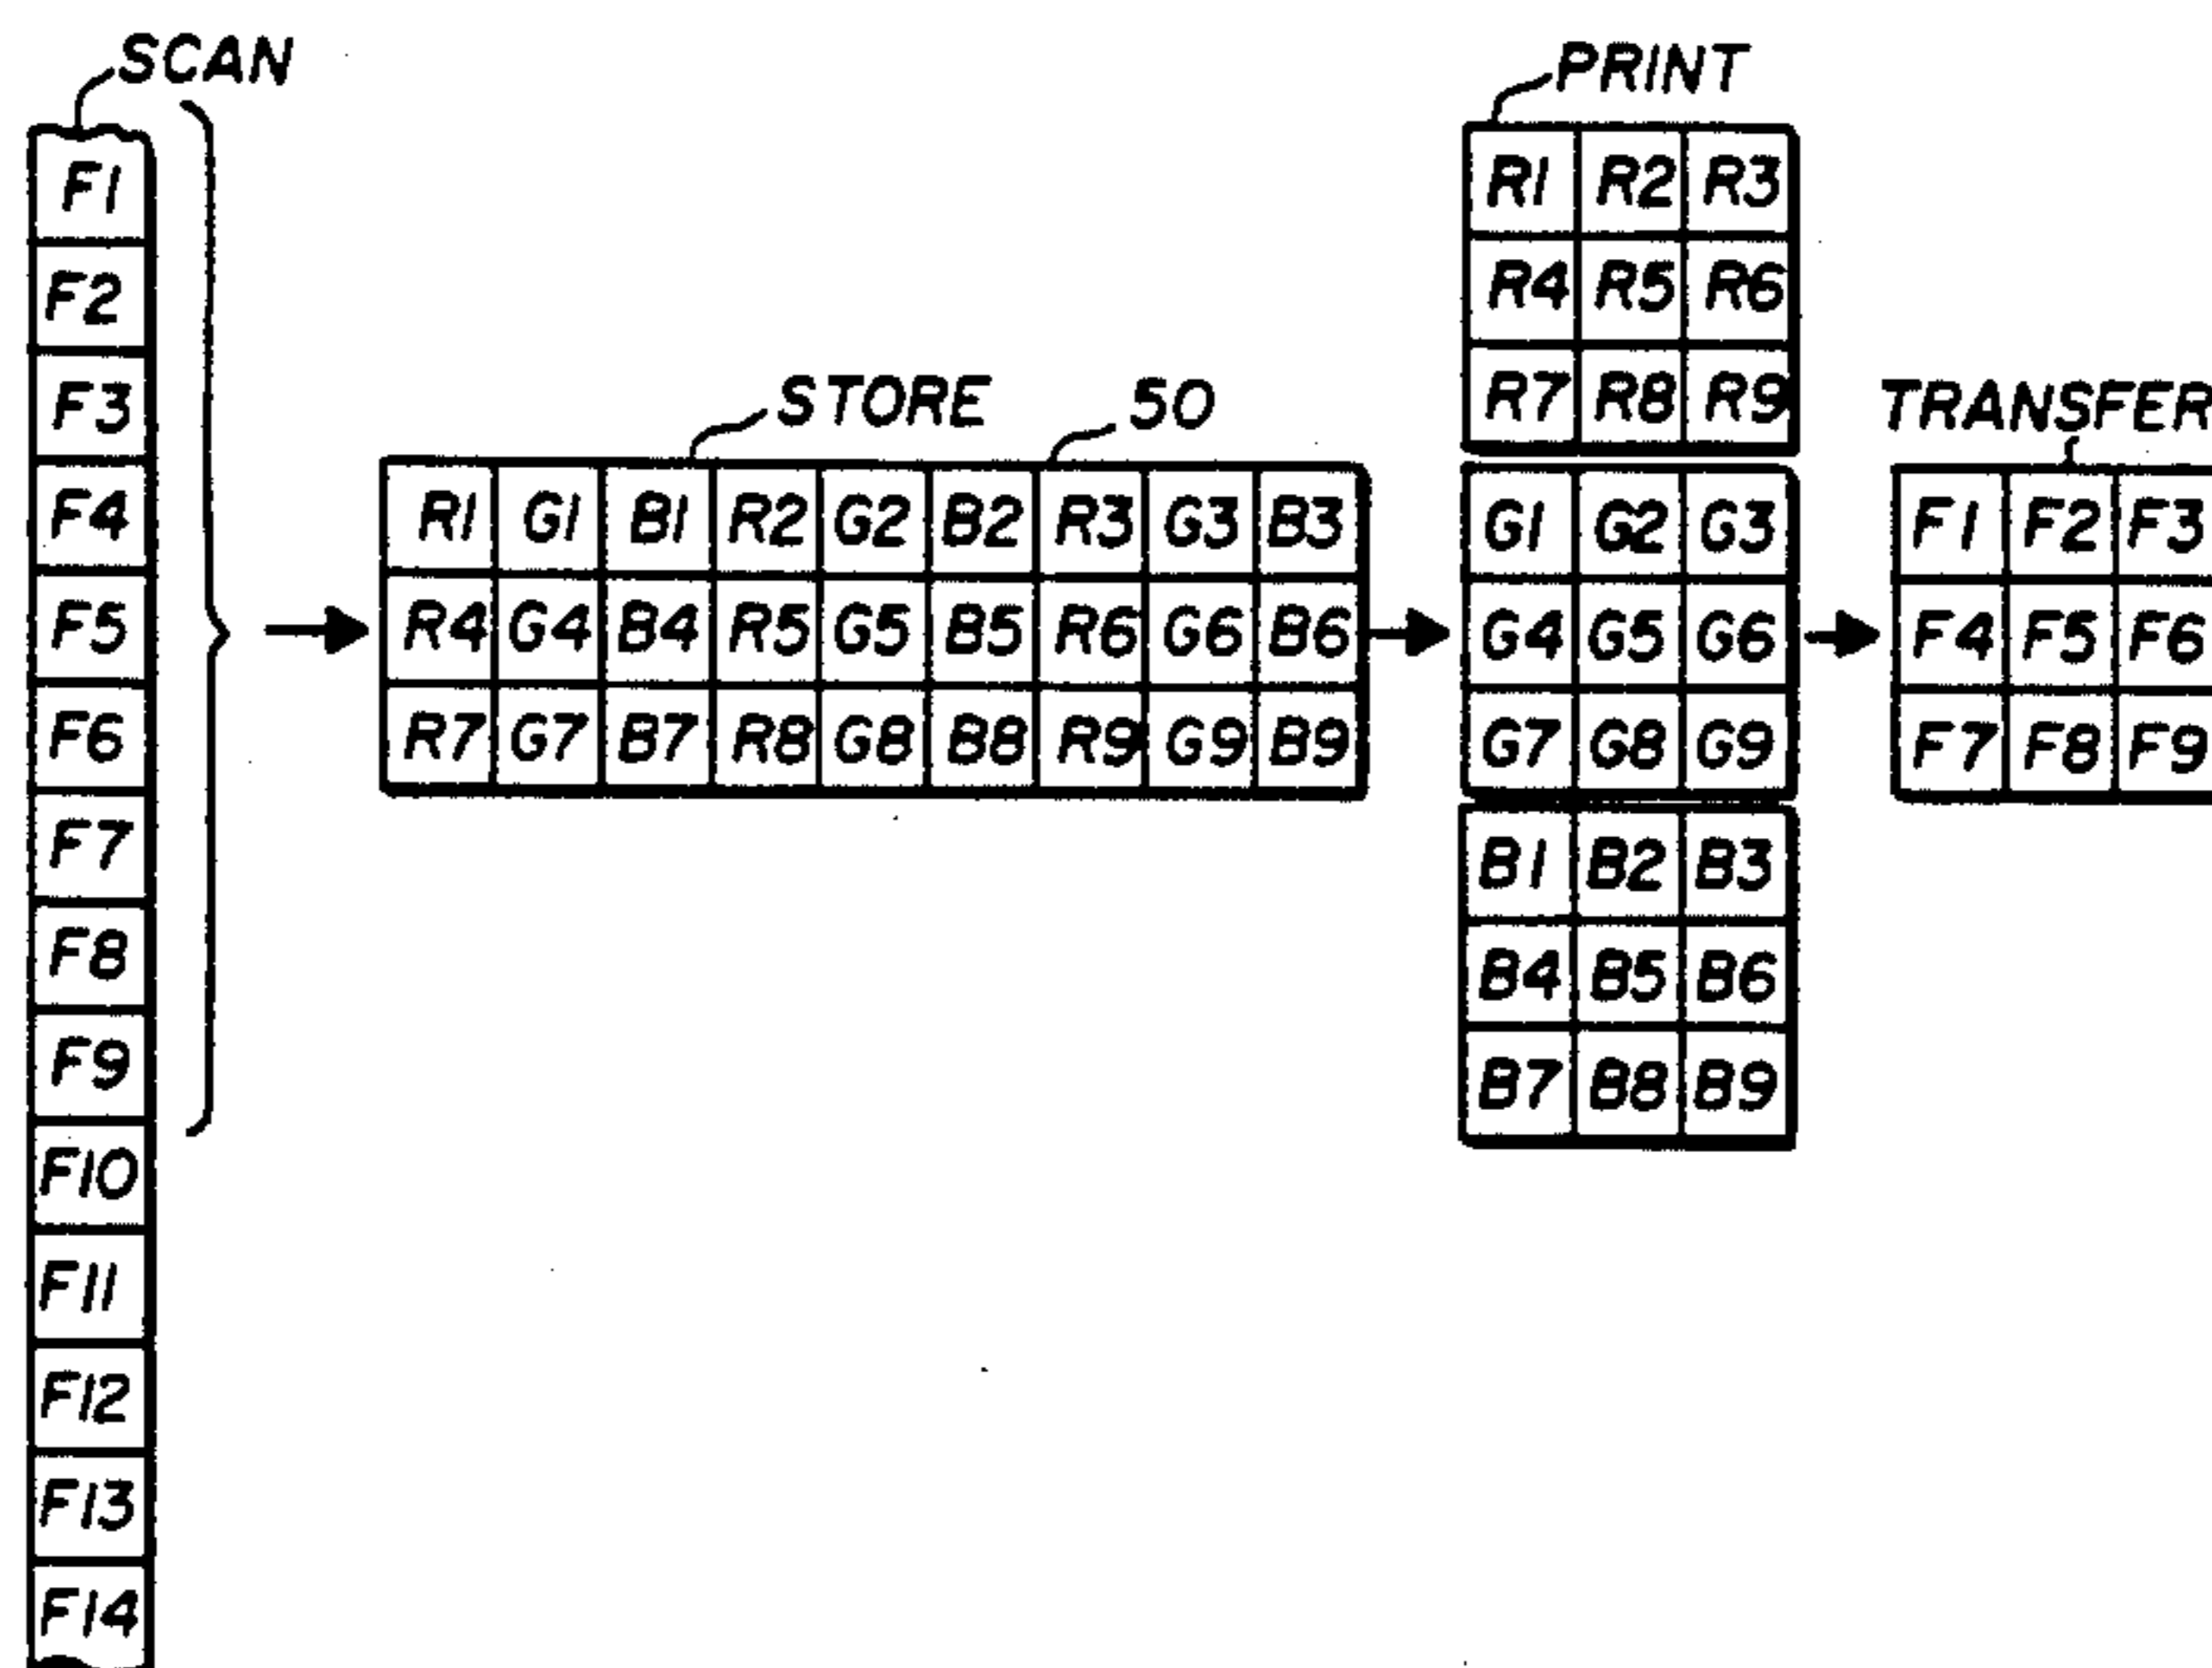 SCAN
F1
F2
F3
F4
F5
F6
F7
F8
F9
F10
F11
F12
F13
F14
STORE 50
R1 G1 B1 R2 G2 B2 R3 G3 B3
R4 G4 B4 R5 G5 B5 R6 G6 B6
R7 G7 B7 R8 G8 B8 R9 G9 B9
PRINT
R1 R2 R3
R4 R5 R6
R7 R8 R9
G1 G2 G3
G4 G5 G6
G7 G8 G9
B1 B2 B3
B4 B5 B6
B7 B8 B9
TRANSFER
F1 F2 F3
F4 F5 F6
F7 F8 F9